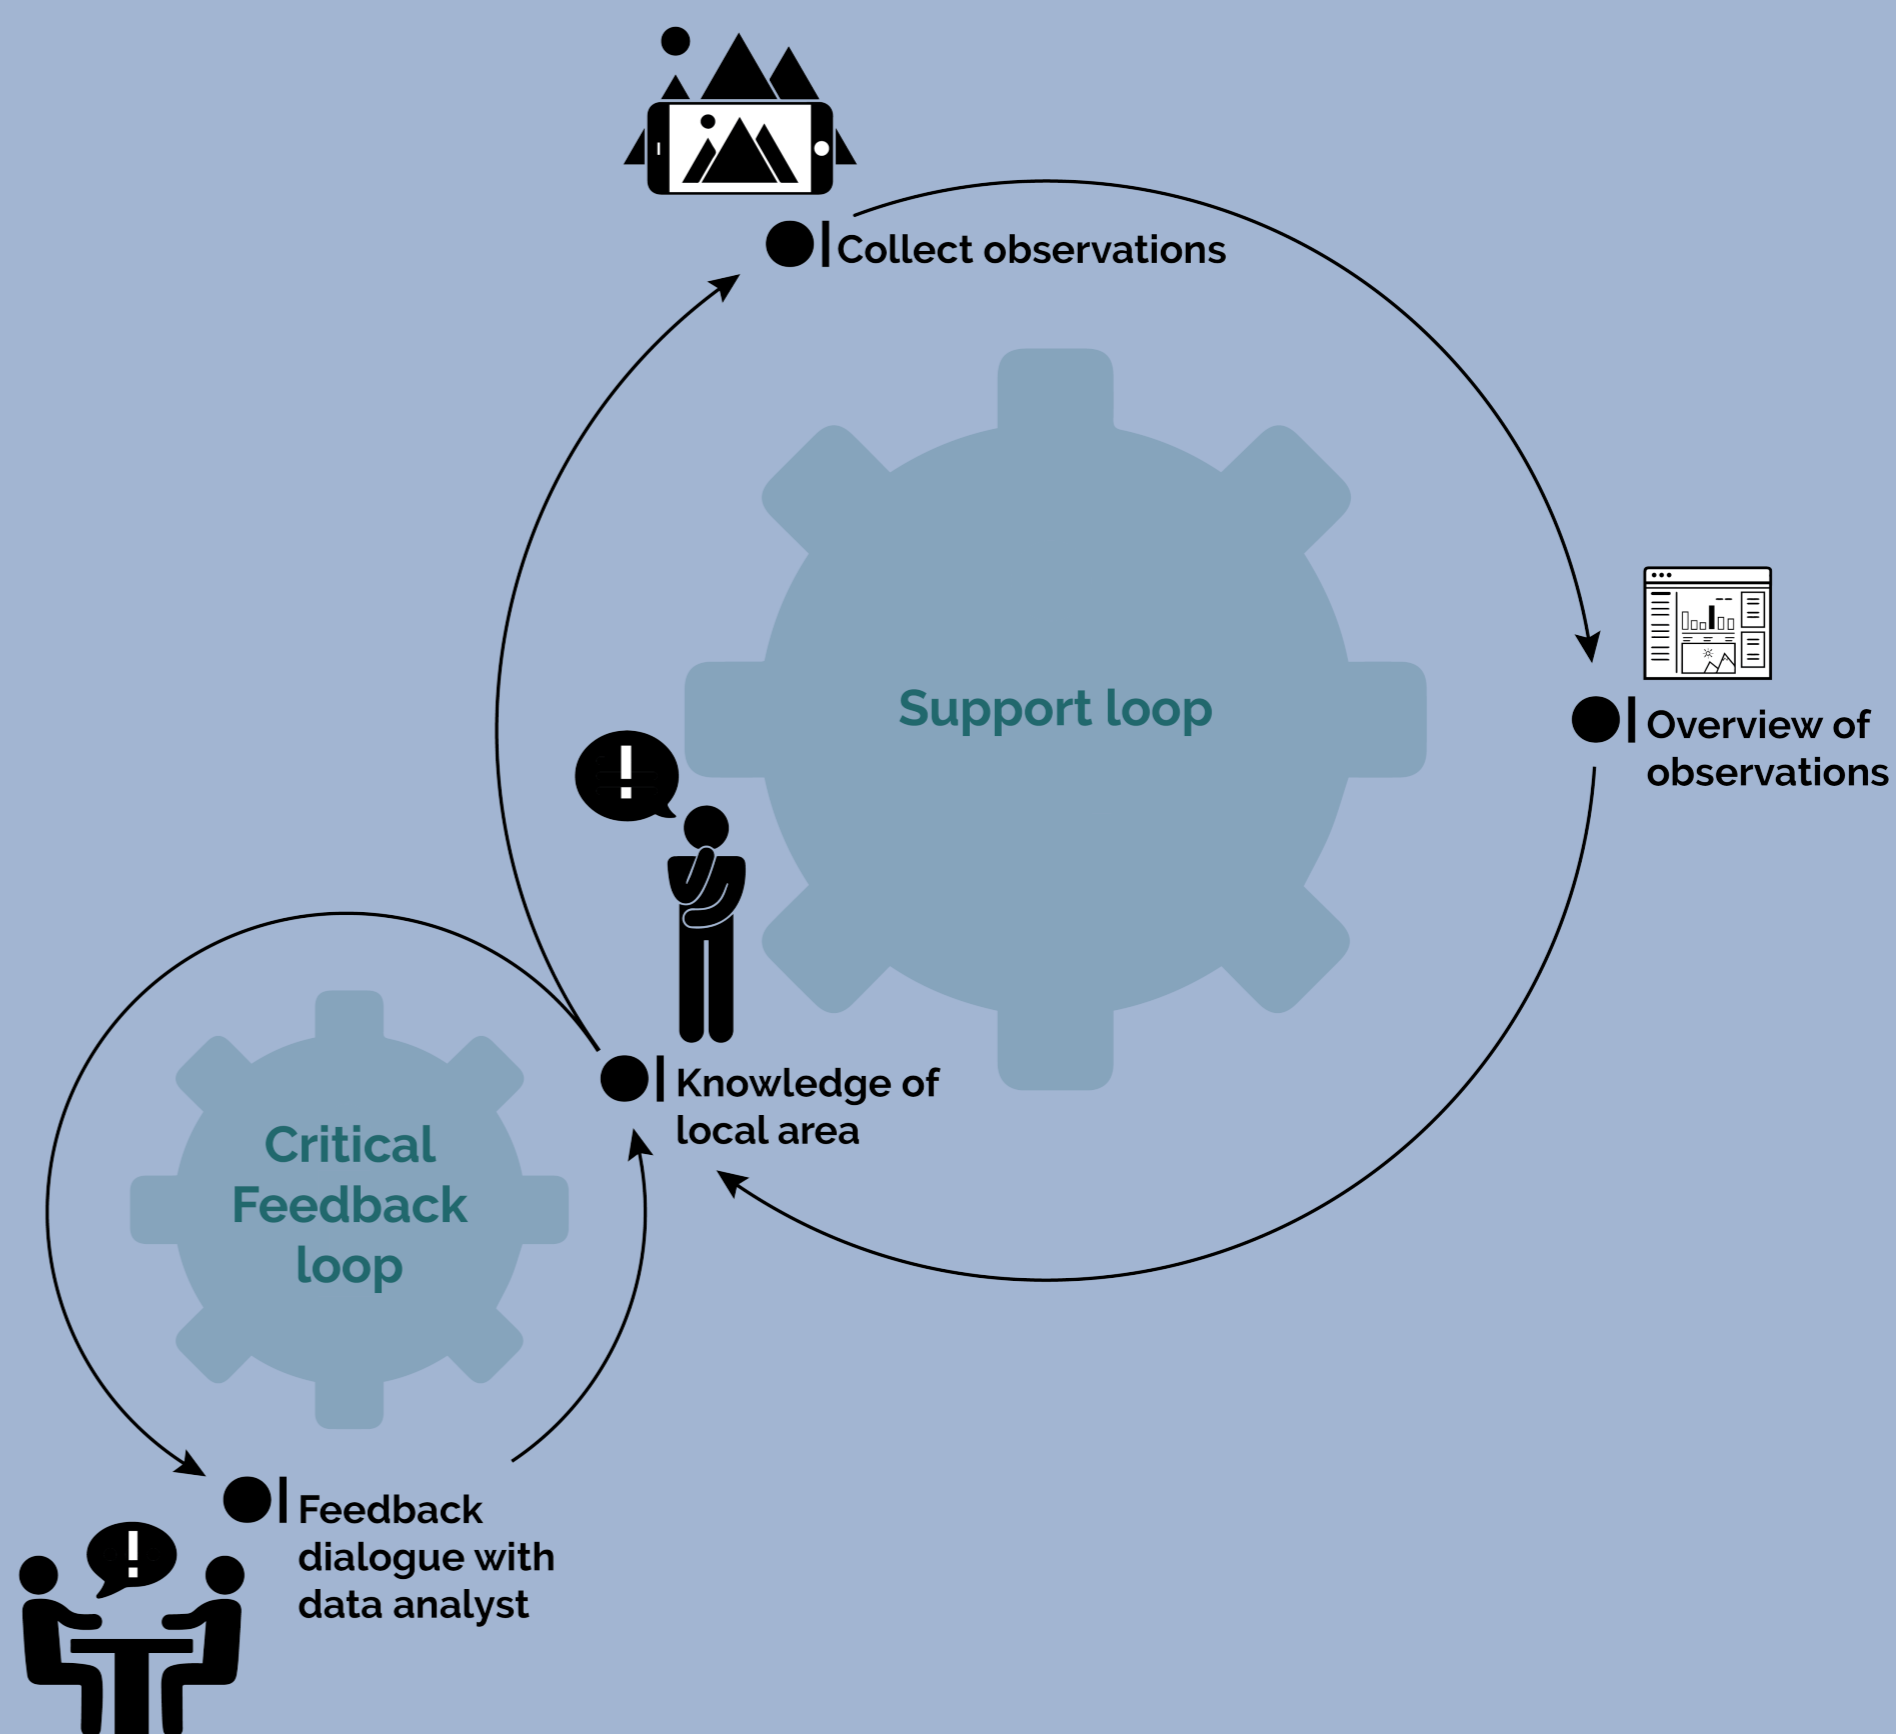 Collect observations
Support loop
Overview of
observations
Knowledge of
local area
Critical
Feedback
loop
Feedback
dialogue with
data analyst